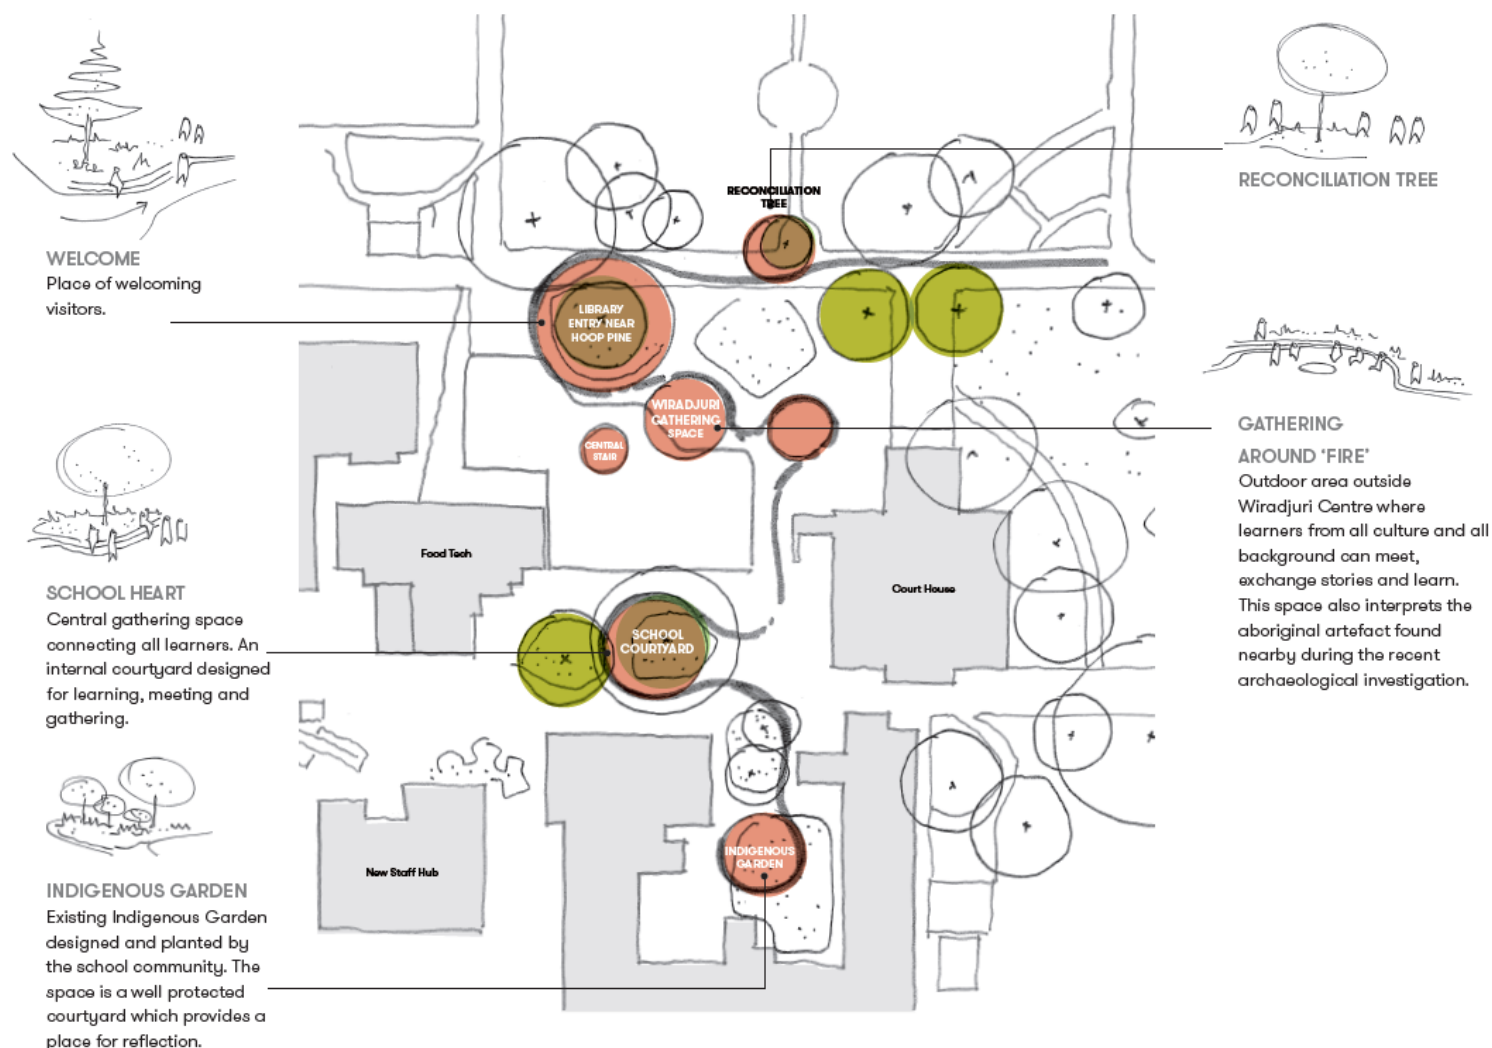 WELCOME
Place of welcoming
visitors.
SCHOOL HEART
Central gathering space
connecting all learners. An
internal courtyard designed
for learning, meeting and
gathering.
INDIGENOUS GARDEN
Existing Indigenous Garden
designed and planted by
the school community. The
space is a well protected
courtyard which provides a
place for reflection.
RECONCILIATION
TREE
LIBRARY
ENTRY NEAR
HOOP PINE
WIRADJURI
GATHERING
SPACE
CENTRAL
STAIR
Food Tech
Court House
SCHOOL
COURTYARD
New Staff Hub
INDIGENOUS
GARDEN
RECONCILIATION TREE
GATHERING
AROUND ‘FIRE’
Outdoor area outside
Wiradjuri Centre where
learners from all culture and all
background can meet,
exchange stories and learn.
This space also interprets the
aboriginal artefact found
nearby during the recent
archaeological investigation.